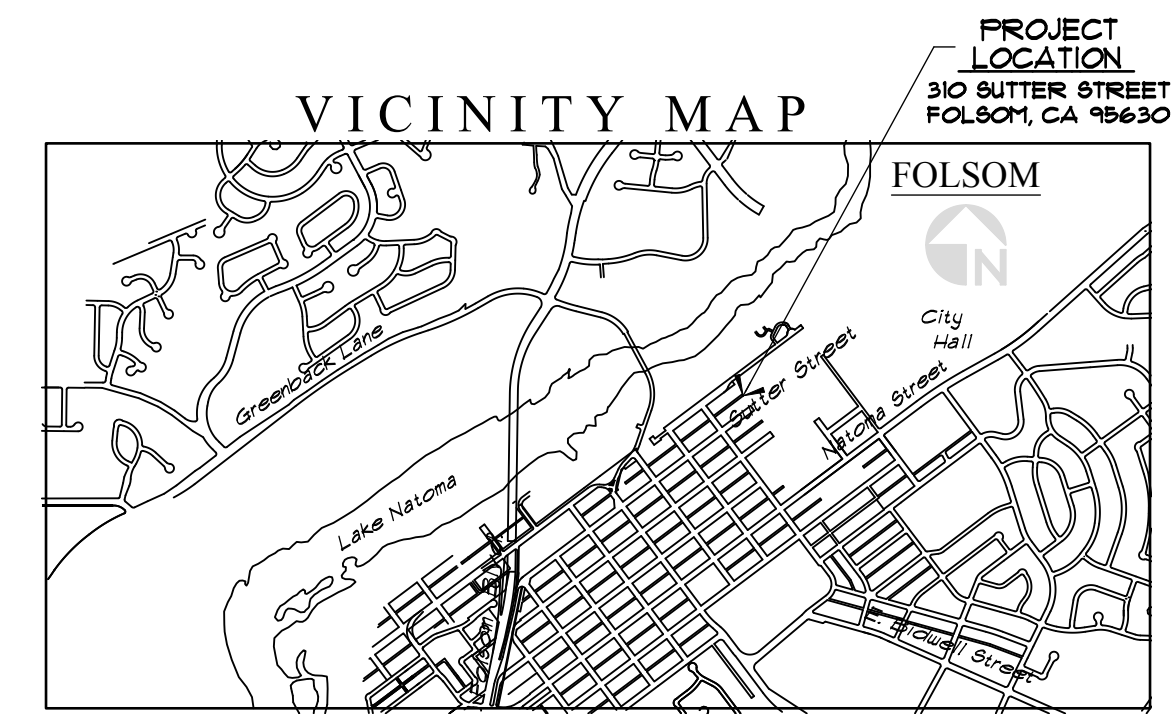 PROJECT
LOCATION
310 SUTTER STREET
FOLSOM, CA 95630
VICINITY MAP
FOLSOM
N
City
Hall
Greenback Lane
Sutter Street
Natoma Street
Lake Natoma
E. Bidwell Street